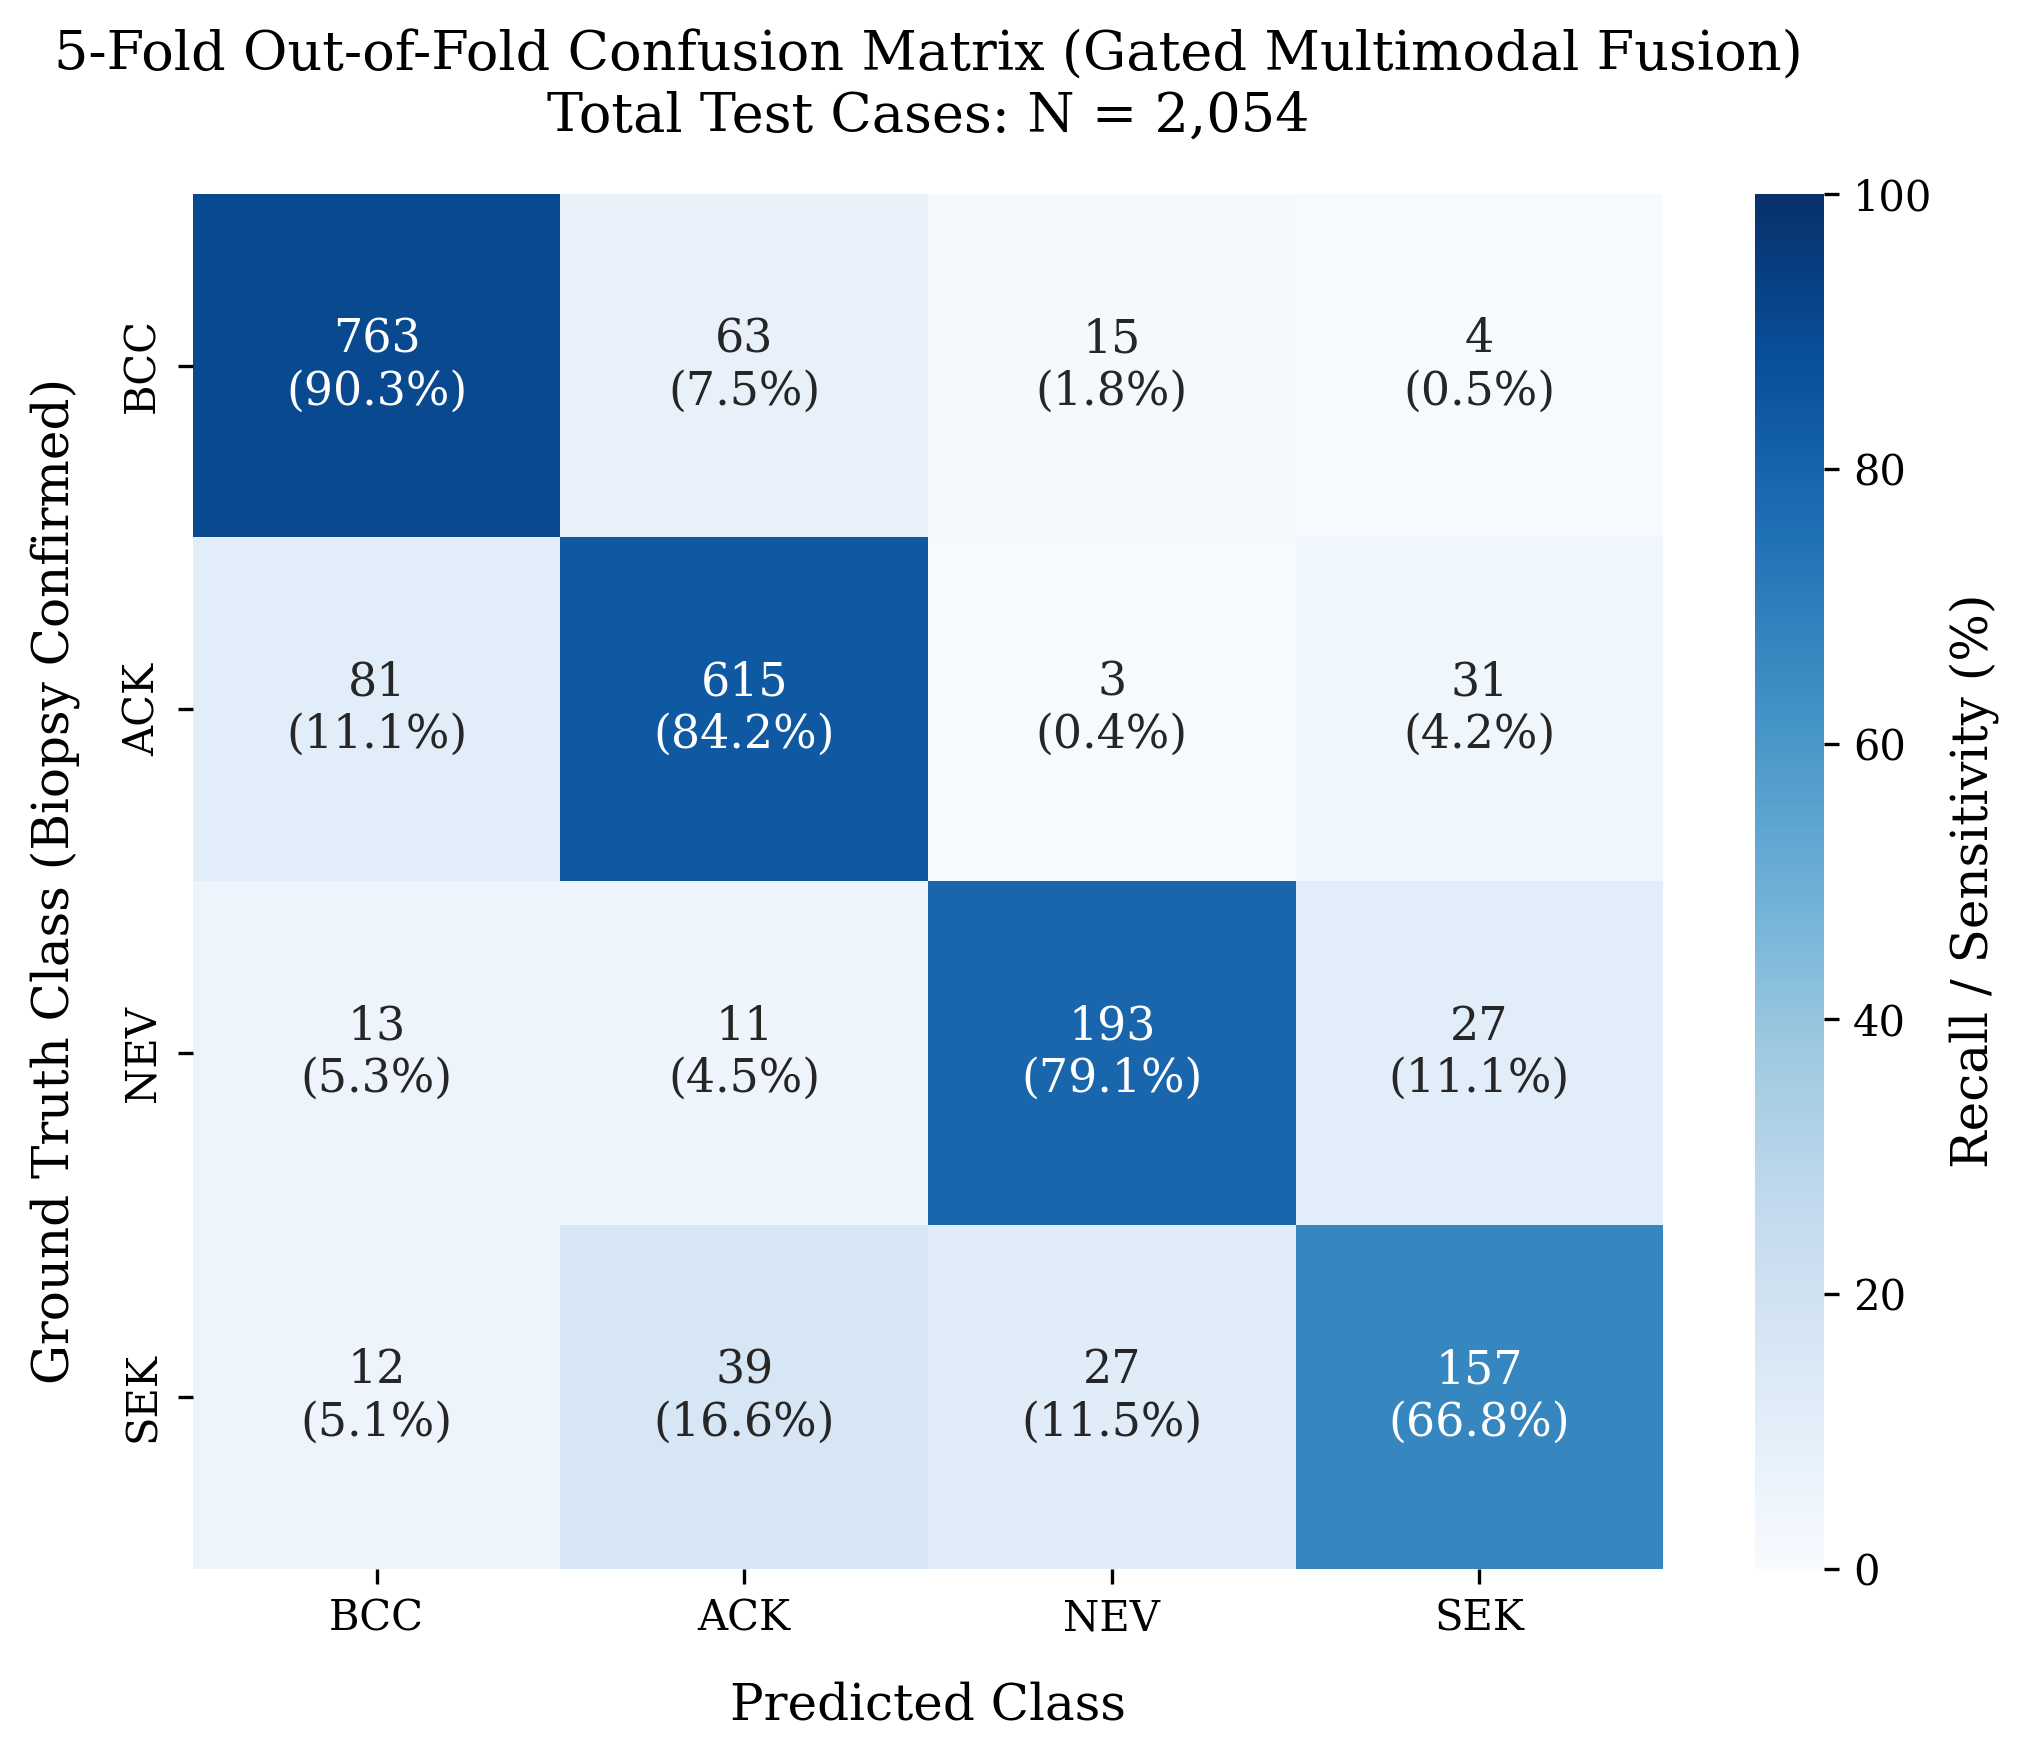 5-Fold Out-of-Fold Confusion Matrix (Gated Multimodal Fusion)
Total Test Cases: N = 2,054
Ground Truth Class (Biopsy Confirmed)
BCC
763
(90.3%)
63
(7.5%)
15
(1.8%)
4
(0.5%)
ACK
81
(11.1%)
615
(84.2%)
3
(0.4%)
31
(4.2%)
NEV
13
(5.3%)
11
(4.5%)
193
(79.1%)
27
(11.1%)
SEK
12
(5.1%)
39
(16.6%)
27
(11.5%)
157
(66.8%)
BCC
ACK
NEV
SEK
Predicted Class
100
80
60
40
20
0
Recall / Sensitivity (%)